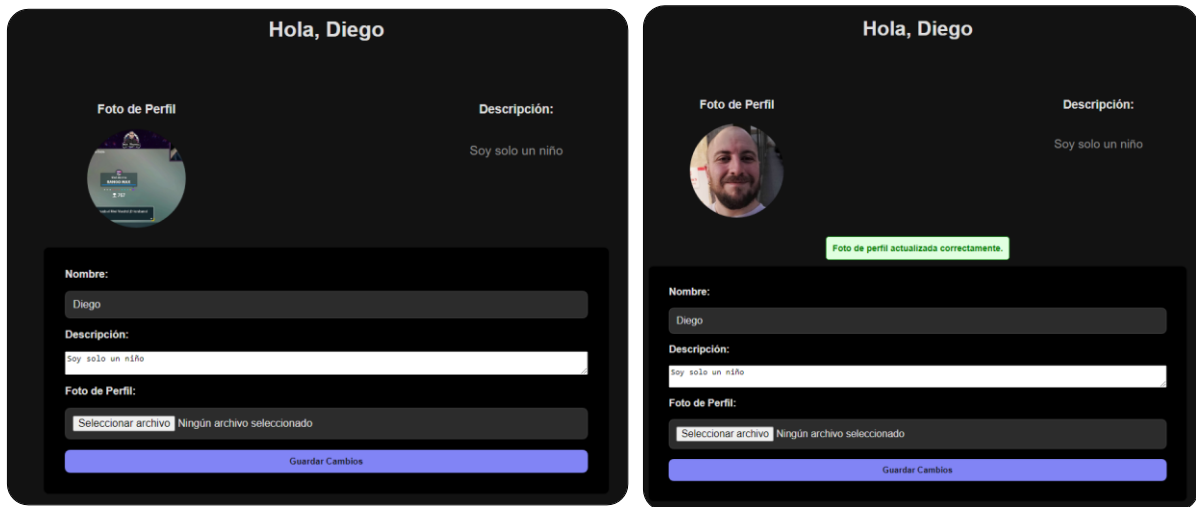 Hola, Diego
Foto de Perfil
Descripción:
Soy solo un niño
Nombre:
Diego
Descripción:
Soy solo un niño
Foto de Perfil:
Seleccionar archivo Ningún archivo seleccionado
Guardar Cambios
Hola, Diego
Foto de Perfil
Descripción:
Soy solo un niño
Foto de perfil actualizada correctamente.
Nombre:
Diego
Descripción:
Soy solo un niño
Foto de Perfil:
Seleccionar archivo Ningún archivo seleccionado
Guardar Cambios